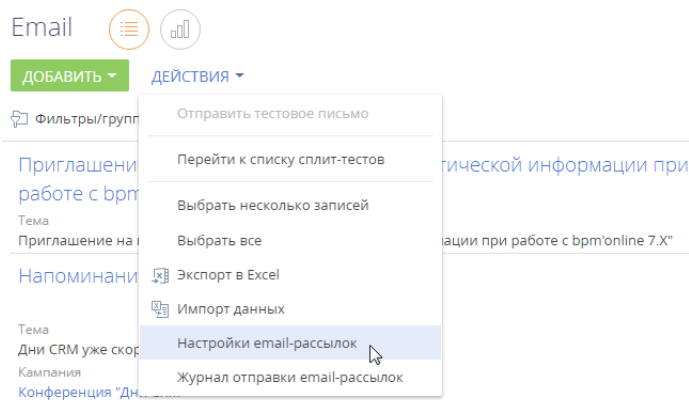 Email
ДОБАВИТЬ ДЕЙСТВИЯ
Фильтры/групп
Отправить тестовое письмо
Перейти к списку сплит-тестов
Выбрать несколько записей
Выбрать все
Экспорт в Excel
Импорт данных
Настройки email-рассылок
Журнал отправки email-рассылок
Приглашени тической информации при
работе с bpm
Тема
Приглашение на ации при работе с bpm'online 7.X"
Напоминани
Тема
Дни CRM уже скор
Кампания
Конференция "Дн